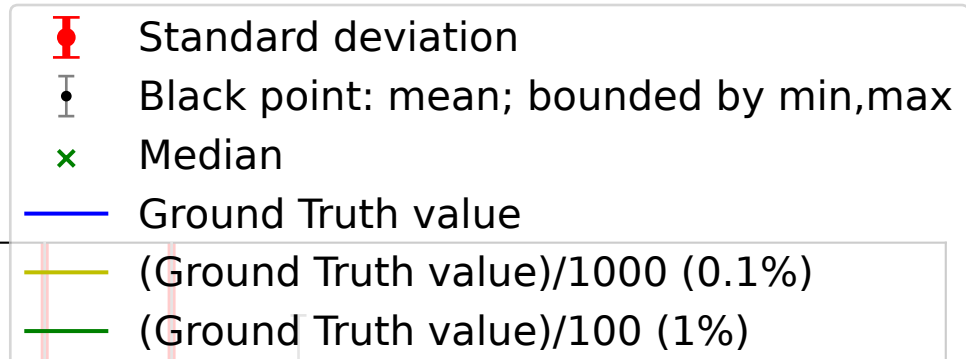 Standard deviation
Black point: mean; bounded by min,max
Median
Ground Truth value
(Ground Truth value)/1000 (0.1%)
(Ground Truth value)/100 (1%)